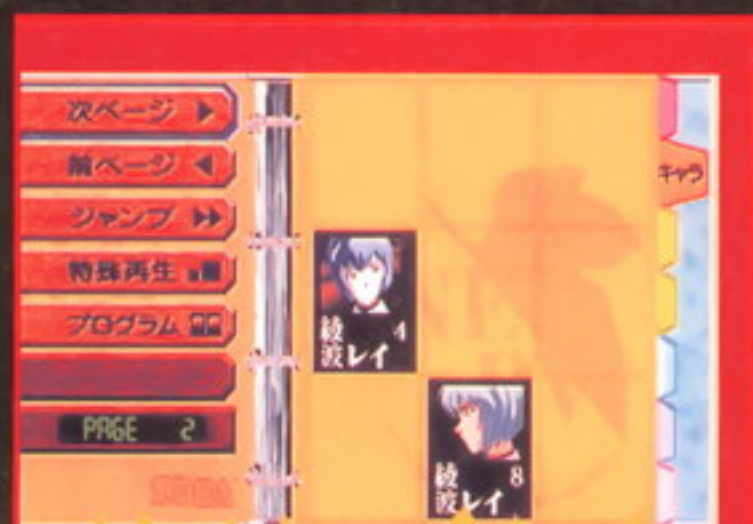 次ページ
前ページ
ジャンプ
特殊再生
プログラム
PAGE 2
SEGA
キャラ
綾 4
波レイ
綾 8
波レイ